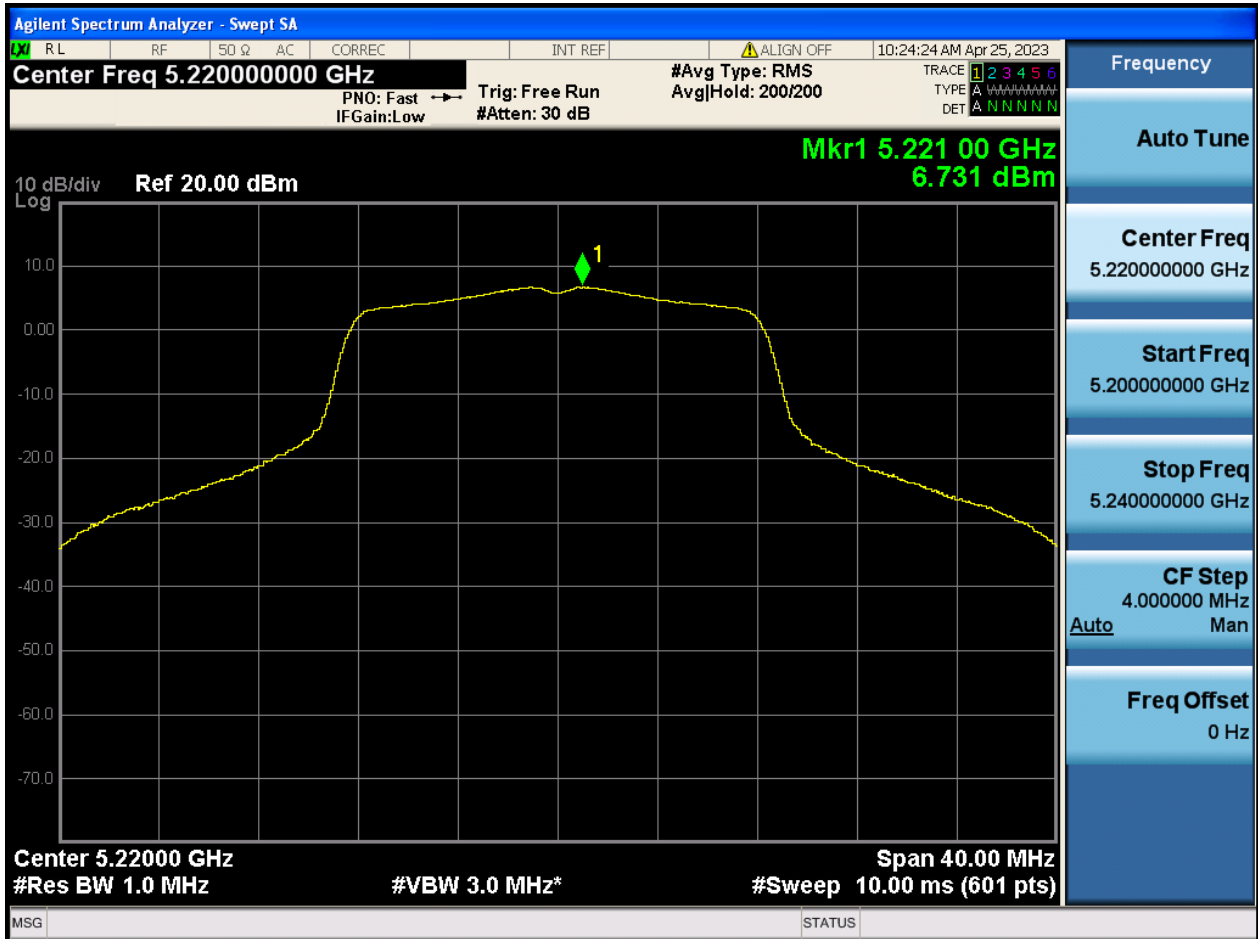 Agilent Spectrum Analyzer - Swept SA
LXI RL RF 50 Ω AC CORREC INT REF ALIGN OFF 10:24:24 AM Apr 25, 2023
Center Freq 5.220000000 GHz
PNO: Fast
IFGain:Low
Trig: Free Run
#Atten: 30 dB
#Avg Type: RMS
Avg|Hold: 200/200
TRACE 1 2 3 4 5 6
TYPE A WWWWWW
DET A N N N N N
Mkr1 5.221 00 GHz
6.731 dBm
10 dB/div Ref 20.00 dBm
Log
1
10.0
0.00
-10.0
-20.0
-30.0
-40.0
-50.0
-60.0
-70.0
Center 5.22000 GHz Span 40.00 MHz
#Res BW 1.0 MHz #VBW 3.0 MHz* #Sweep 10.00 ms (601 pts)
MSG STATUS
Frequency
Auto Tune
Center Freq
5.220000000 GHz
Start Freq
5.200000000 GHz
Stop Freq
5.240000000 GHz
CF Step
4.000000 MHz
Auto Man
Freq Offset
0 Hz